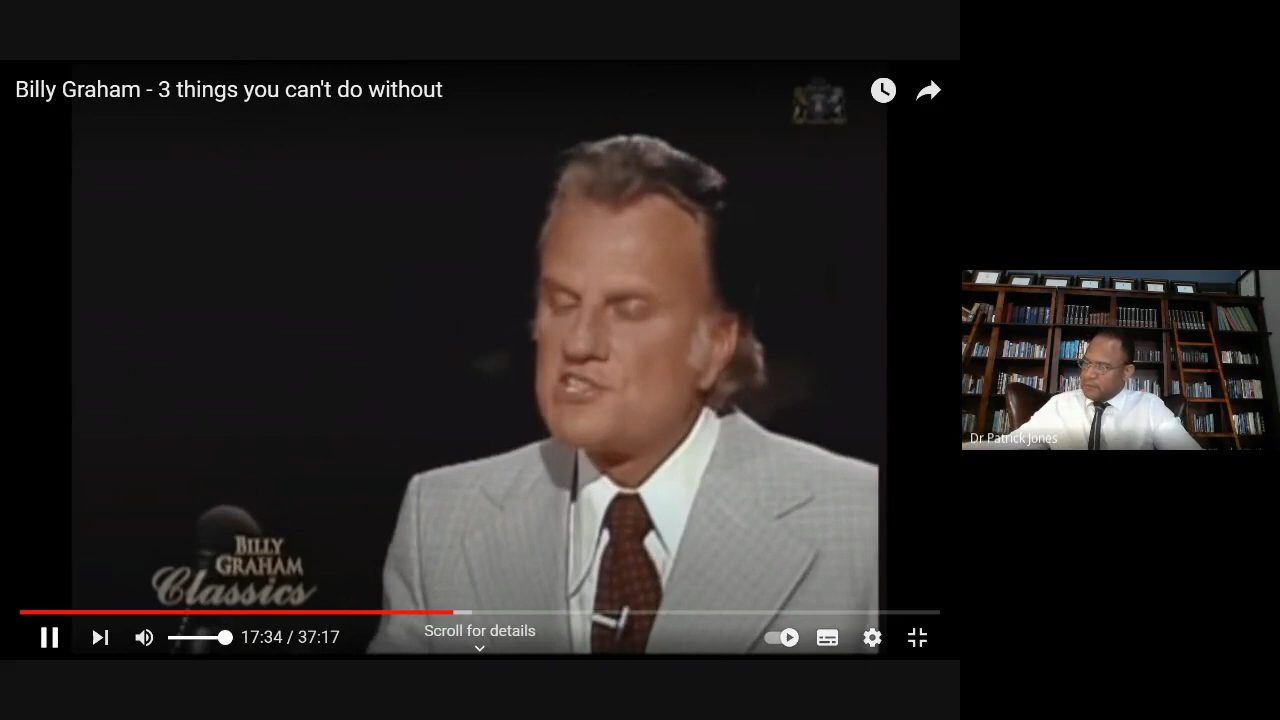 Billy Graham - 3 things you can't do without
BILLY
GRAHAM
Classics
17:34 / 37:17
Scroll for details
Dr Patrick Jones